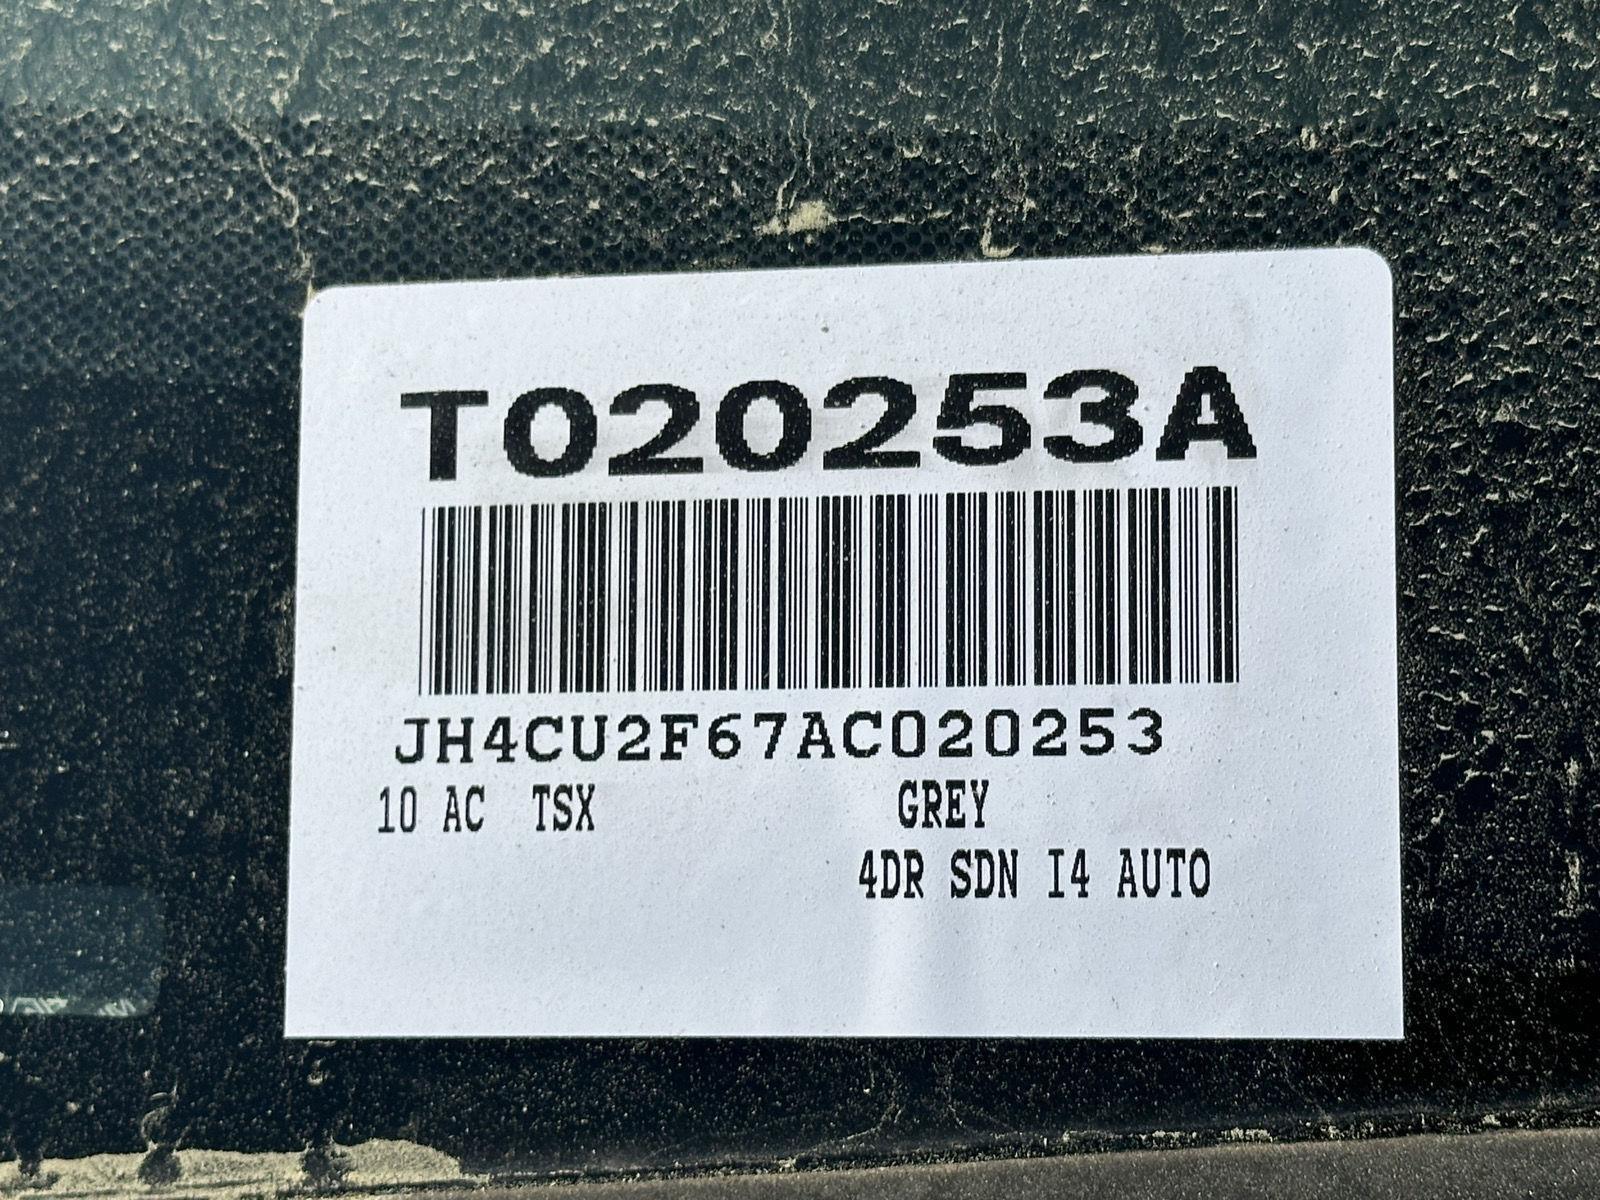 T020253A
JH4CU2F67AC020253
10 AC TSX GREY
4DR SDN I4 AUTO